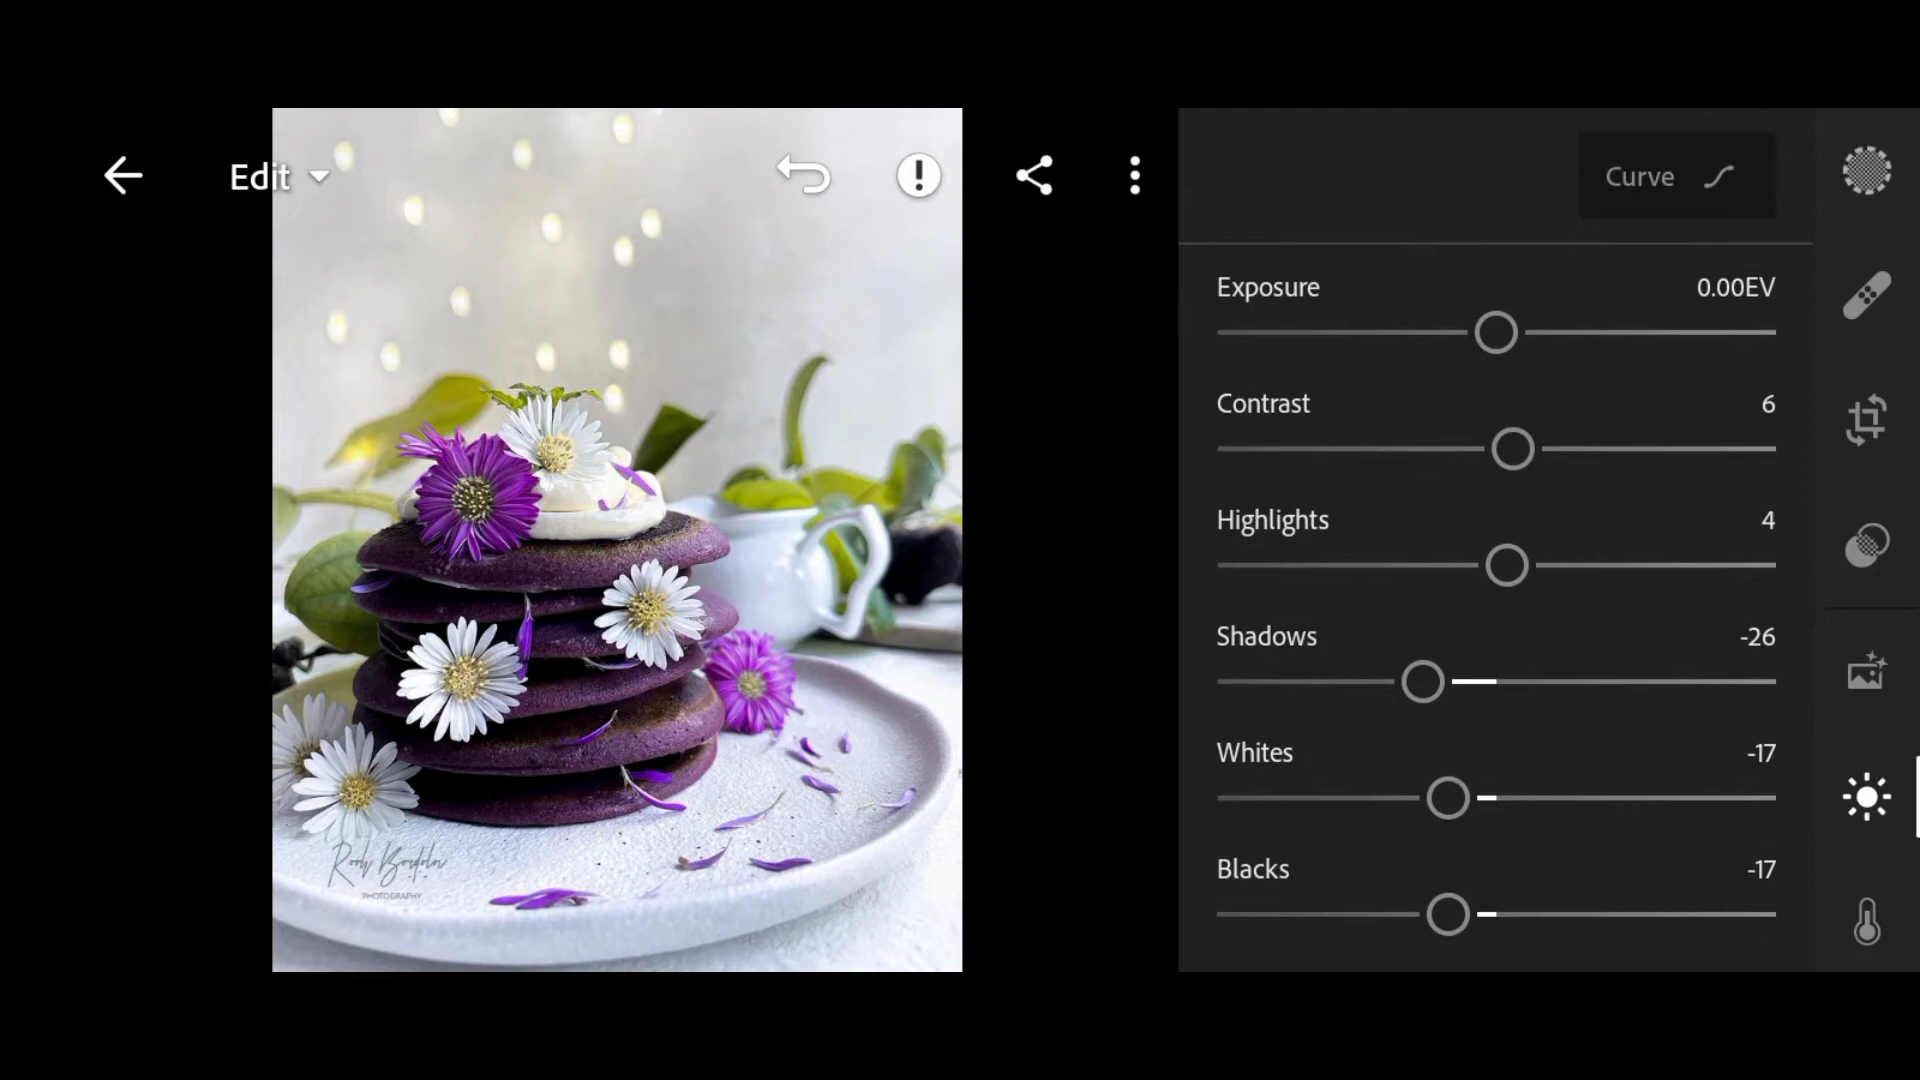 Edit
Curve
Exposure 0.00EV
Contrast 6
Highlights 4
Shadows -26
Whites -17
Blacks -17
PHOTOGRAPHY